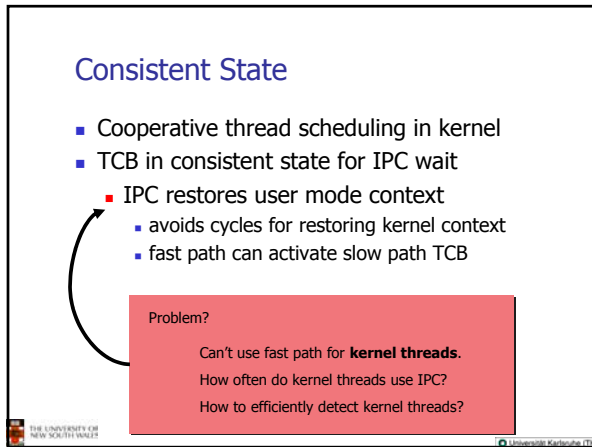 Consistent State
Cooperative thread scheduling in kernel
TCB in consistent state for IPC wait
IPC restores user mode context
avoids cycles for restoring kernel context
fast path can activate slow path TCB
Problem?
Can't use fast path for kernel threads.
How often do kernel threads use IPC?
How to efficiently detect kernel threads?
THE UNIVERSITY OF
NEW SOUTH WALES
Universität Karlsruhe (TH